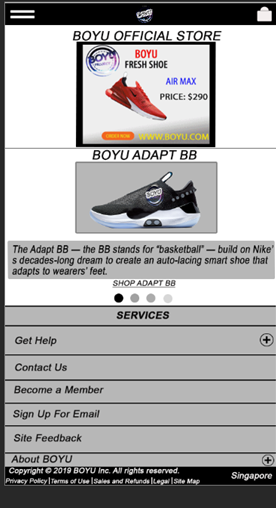 BOYU
BOYU OFFICIAL STORE
BOYU
BOYU
FRESH SHOE
AIR MAX
PRICE: $290
ORDER NOW
WWW.BOYU.COM
BOYU ADAPT BB
The Adapt BB — the BB stands for “basketball” — build on Nike’
s decades-long dream to create an auto-lacing smart shoe that
adapts to wearers’ feet.
SHOP ADAPT BB
SERVICES
Get Help
Contact Us
Become a Member
Sign Up For Email
Site Feedback
About BOYU
Copyright © 2019 BOYU Inc. All rights reserved.
Singapore
Privacy Policy|Terms of Use|Sales and Refunds|Legal|Site Map